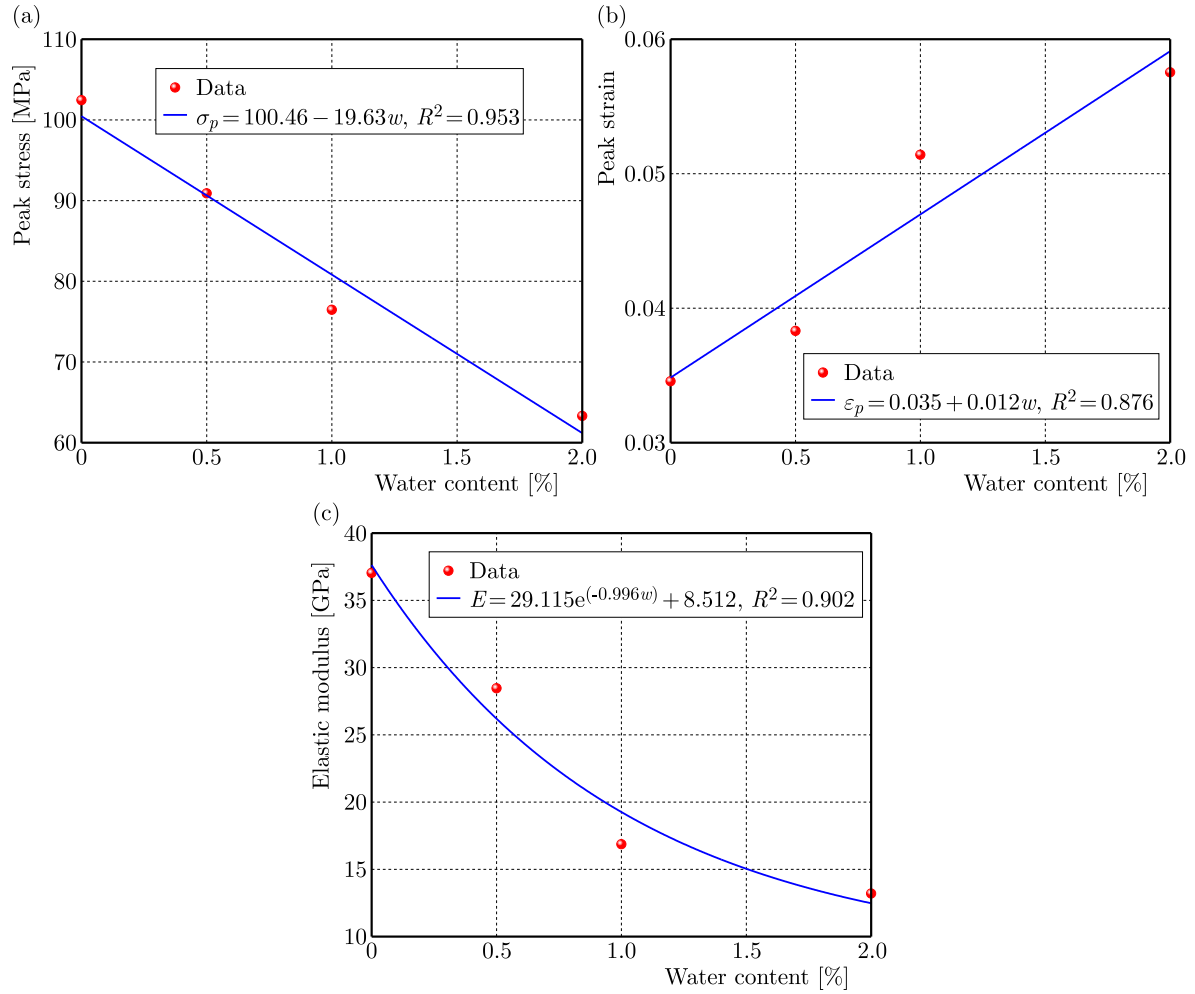 (a)
110
100
90
80
70
60
Peak stress [MPa]
Data
σp = 100.46 − 19.63w, R² = 0.953
0 0.5 1.0 1.5 2.0
Water content [%]
(b)
0.06
0.05
0.04
0.03
Peak strain
Data
εp = 0.035 + 0.012w, R² = 0.876
0 0.5 1.0 1.5 2.0
Water content [%]
(c)
40
35
30
25
20
15
10
Elastic modulus [GPa]
Data
E = 29.115e^(-0.996w) + 8.512, R² = 0.902
0 0.5 1.0 1.5 2.0
Water content [%]